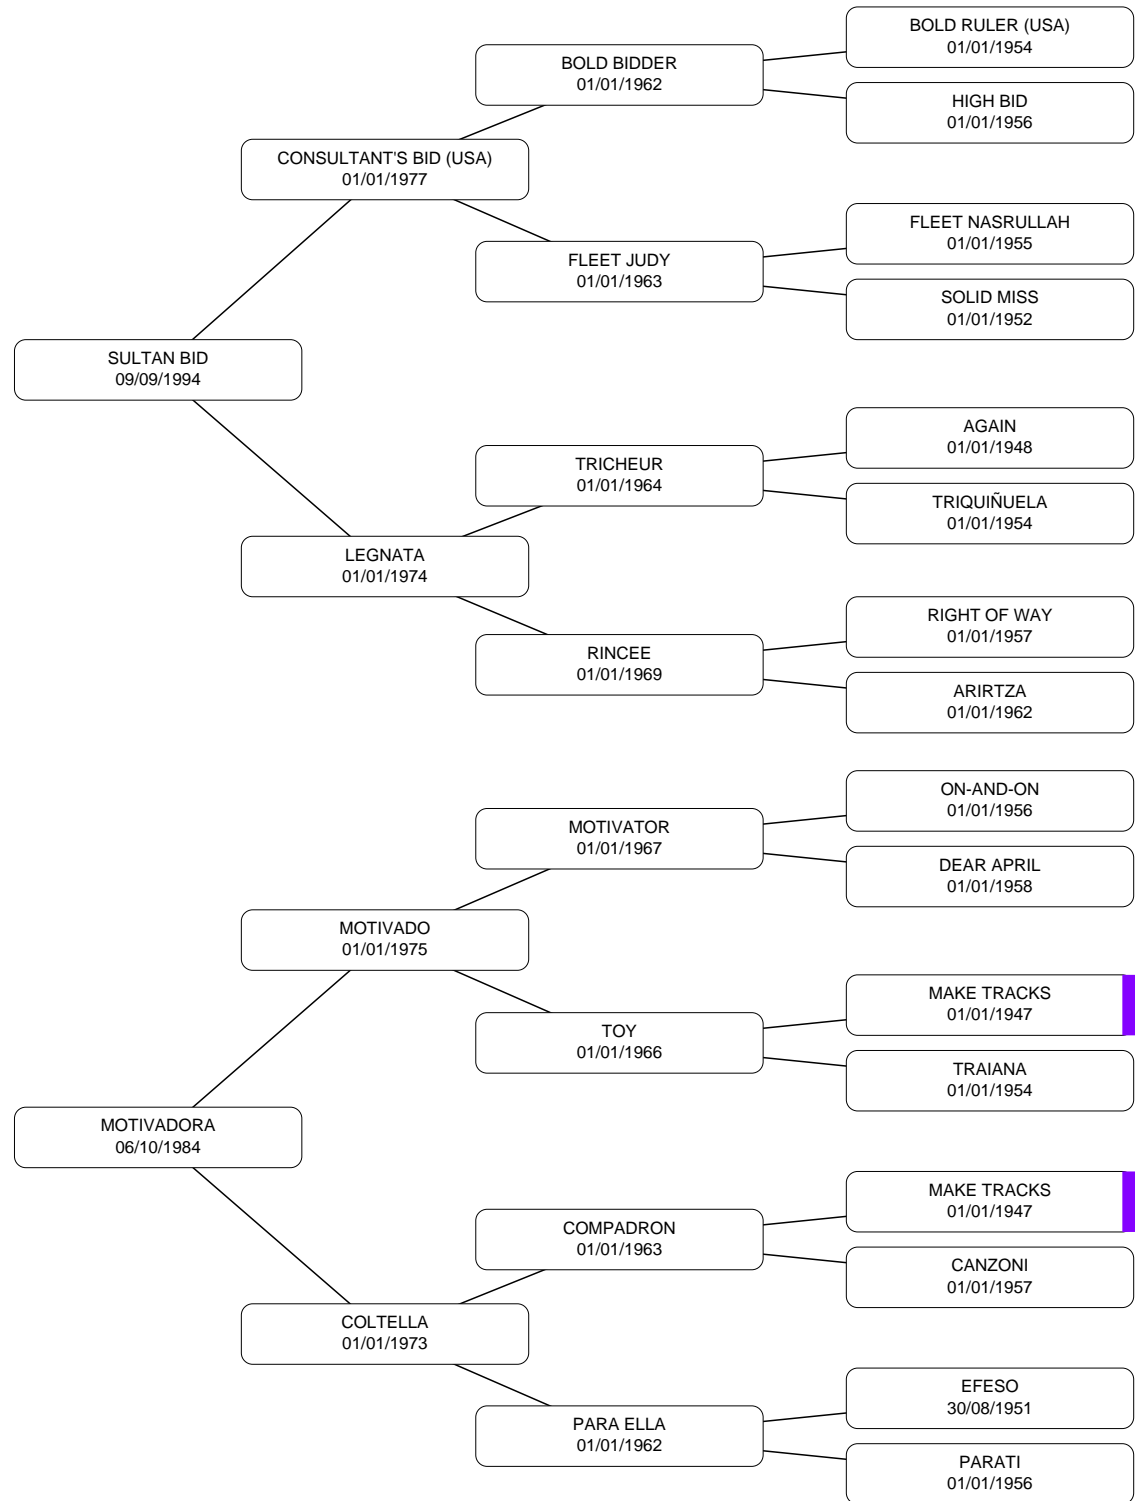 BOLD RULER (USA)
01/01/1954
BOLD BIDDER
01/01/1962
HIGH BID
01/01/1956
CONSULTANT'S BID (USA)
01/01/1977
FLEET NASRULLAH
01/01/1955
FLEET JUDY
01/01/1963
SOLID MISS
01/01/1952
SULTAN BID
09/09/1994
AGAIN
01/01/1948
TRICHEUR
01/01/1964
TRIQUIÑUELA
01/01/1954
LEGNATA
01/01/1974
RIGHT OF WAY
01/01/1957
RINCEE
01/01/1969
ARIRTZA
01/01/1962
ON-AND-ON
01/01/1956
MOTIVATOR
01/01/1967
DEAR APRIL
01/01/1958
MOTIVADO
01/01/1975
MAKE TRACKS
01/01/1947
TOY
01/01/1966
TRAIANA
01/01/1954
MOTIVADORA
06/10/1984
MAKE TRACKS
01/01/1947
COMPADRON
01/01/1963
CANZONI
01/01/1957
COLTELLA
01/01/1973
EFESO
30/08/1951
PARA ELLA
01/01/1962
PARATI
01/01/1956